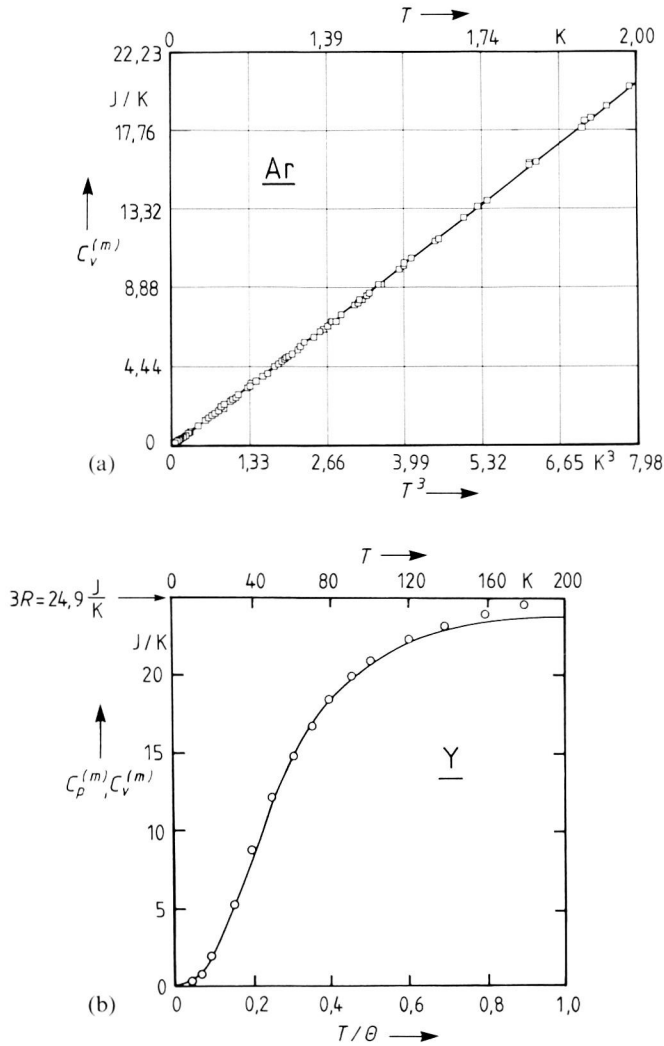 T
0 1,39 1,74 K 2,00
22,23
J/K
17,76
Ar
13,32
C_v^(m)
8,88
4,44
0
0 1,33 2,66 3,99 5,32 6,65 K³ 7,98
(a)
T³
T
0 40 80 120 160 K 200
3R=24,9 J/K
J/K
20
15
C_p^(m), C_v^(m)
Y
10
5
0
0 0,2 0,4 0,6 0,8 1,0
(b)
T/Θ